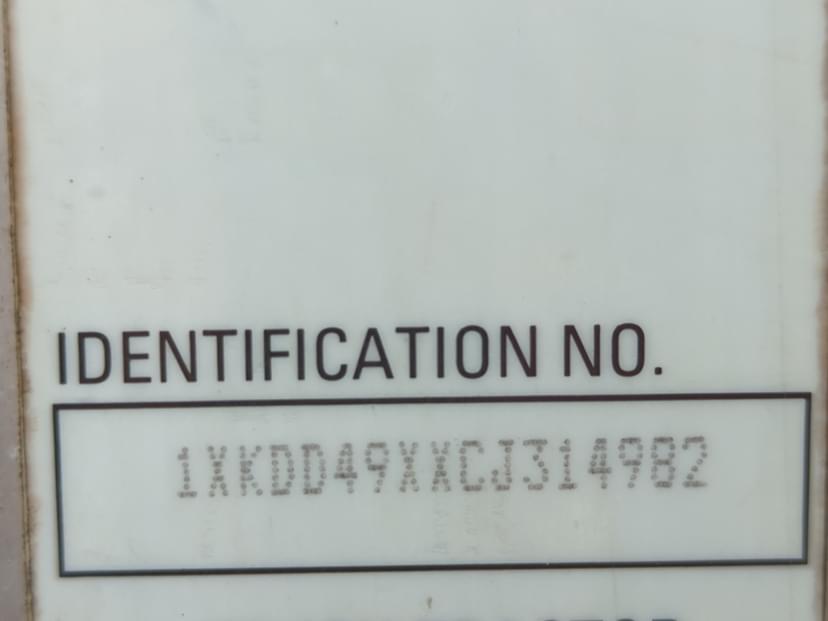 IDENTIFICATION NO.
1XKDD49XXCJ314982